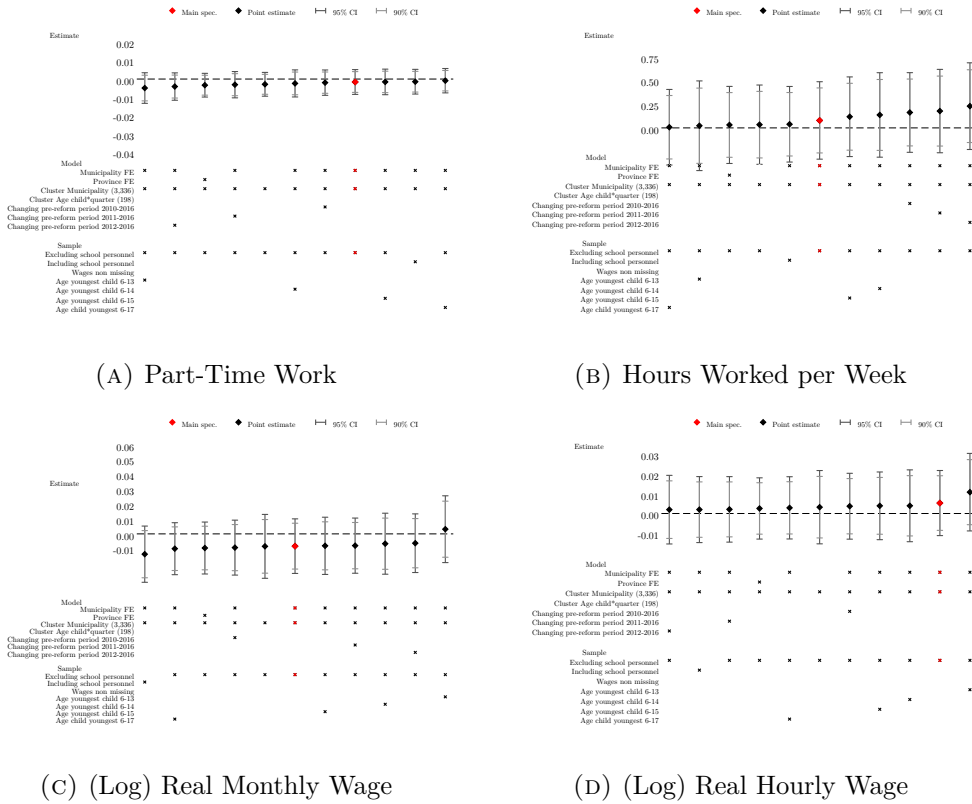 Main spec. Point estimate 95% CI 90% CI
Estimate
0.02
0.01
0.00
-0.01
-0.02
-0.03
-0.04
Model
Municipality FE
Province FE
Cluster Municipality (3,336)
Cluster Age child*quarter (198)
Changing pre-reform period 2010-2016
Changing pre-reform period 2011-2016
Changing pre-reform period 2012-2016
Sample
Excluding school personnel
Including school personnel
Wages non missing
Age youngest child 6-13
Age youngest child 6-14
Age youngest child 6-15
Age child youngest 6-17
(A) Part-Time Work
Main spec. Point estimate 95% CI 90% CI
Estimate
0.75
0.50
0.25
0.00
Model
Municipality FE
Province FE
Cluster Municipality (3,336)
Cluster Age child*quarter (198)
Changing pre-reform period 2010-2016
Changing pre-reform period 2011-2016
Changing pre-reform period 2012-2016
Sample
Excluding school personnel
Including school personnel
Wages non missing
Age youngest child 6-13
Age youngest child 6-14
Age youngest child 6-15
Age child youngest 6-17
(B) Hours Worked per Week
Main spec. Point estimate 95% CI 90% CI
0.06
0.05
0.04
Estimate
0.03
0.02
0.01
0.00
-0.01
Model
Municipality FE
Province FE
Cluster Municipality (3,336)
Cluster Age child*quarter (198)
Changing pre-reform period 2010-2016
Changing pre-reform period 2011-2016
Changing pre-reform period 2012-2016
Sample
Excluding school personnel
Including school personnel
Wages non missing
Age youngest child 6-13
Age youngest child 6-14
Age youngest child 6-15
Age child youngest 6-17
(C) (Log) Real Monthly Wage
Main spec. Point estimate 95% CI 90% CI
Estimate
0.03
0.02
0.01
0.00
-0.01
Model
Municipality FE
Province FE
Cluster Municipality (3,336)
Cluster Age child*quarter (198)
Changing pre-reform period 2010-2016
Changing pre-reform period 2011-2016
Changing pre-reform period 2012-2016
Sample
Excluding school personnel
Including school personnel
Wages non missing
Age youngest child 6-13
Age youngest child 6-14
Age youngest child 6-15
Age child youngest 6-17
(D) (Log) Real Hourly Wage